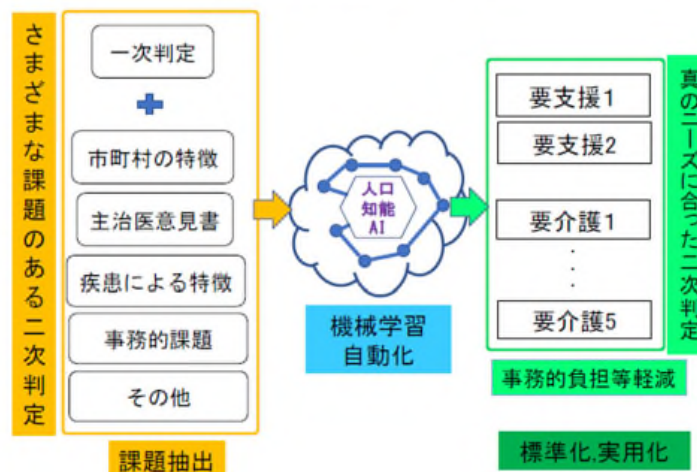 さまざまな課題のある二次判定
一次判定
市町村の特徴
主治医意見書
疾患による特徴
事務的課題
その他
課題抽出
人口
知能
AI
機械学習
自動化
要支援1
要支援2
要介護1
要介護5
真のニーズに合った二次判定
事務的負担等軽減
標準化,実用化